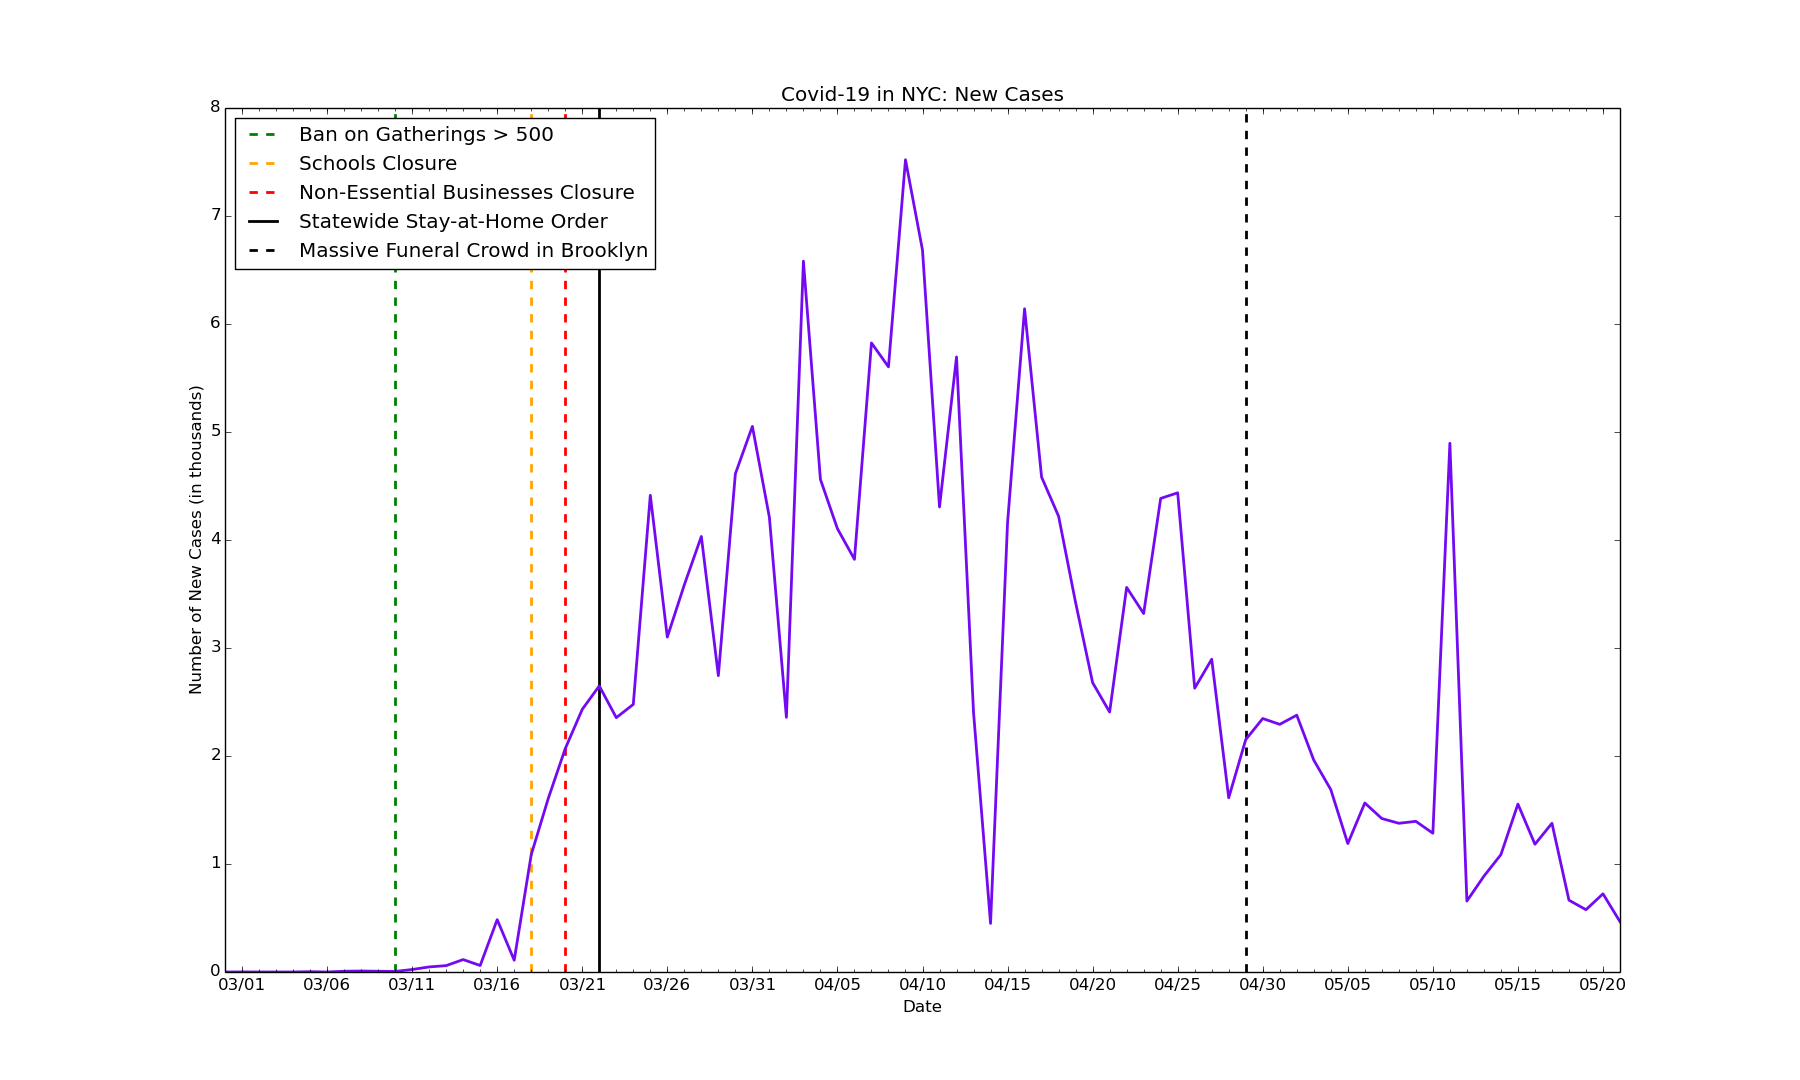 Covid-19 in NYC: New Cases
Ban on Gatherings > 500
Schools Closure
Non-Essential Businesses Closure
Statewide Stay-at-Home Order
Massive Funeral Crowd in Brooklyn
Number of New Cases (in thousands)
8
7
6
5
4
3
2
1
0
03/01 03/06 03/11 03/16 03/21 03/26 03/31 04/05 04/10 04/15 04/20 04/25 04/30 05/05 05/10 05/15 05/20
Date